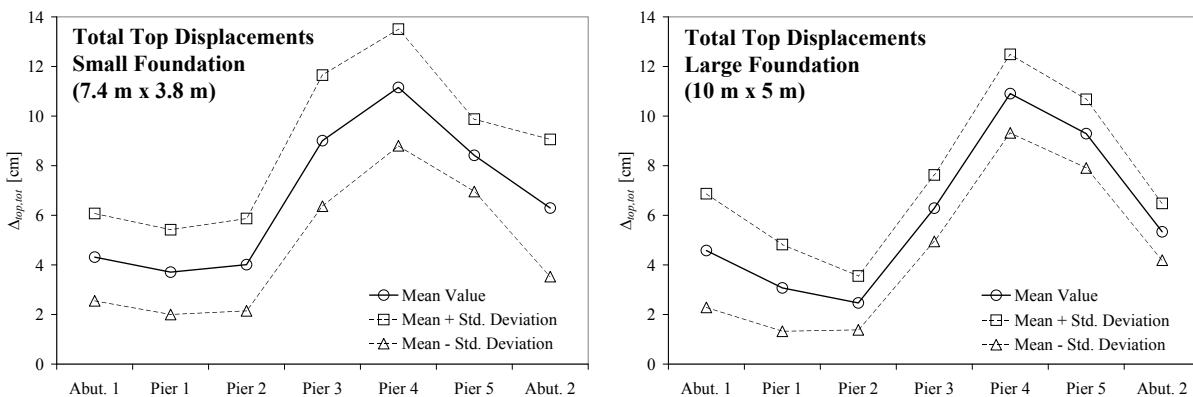 Total Top Displacements
Small Foundation
(7.4 m x 3.8 m)
Δtop,tot [cm]
14
12
10
8
6
4
2
0
Mean Value
Mean + Std. Deviation
Mean - Std. Deviation
Abut. 1 Pier 1 Pier 2 Pier 3 Pier 4 Pier 5 Abut. 2
Total Top Displacements
Large Foundation
(10 m x 5 m)
Δtop,tot [cm]
14
12
10
8
6
4
2
0
Mean Value
Mean + Std. Deviation
Mean - Std. Deviation
Abut. 1 Pier 1 Pier 2 Pier 3 Pier 4 Pier 5 Abut. 2